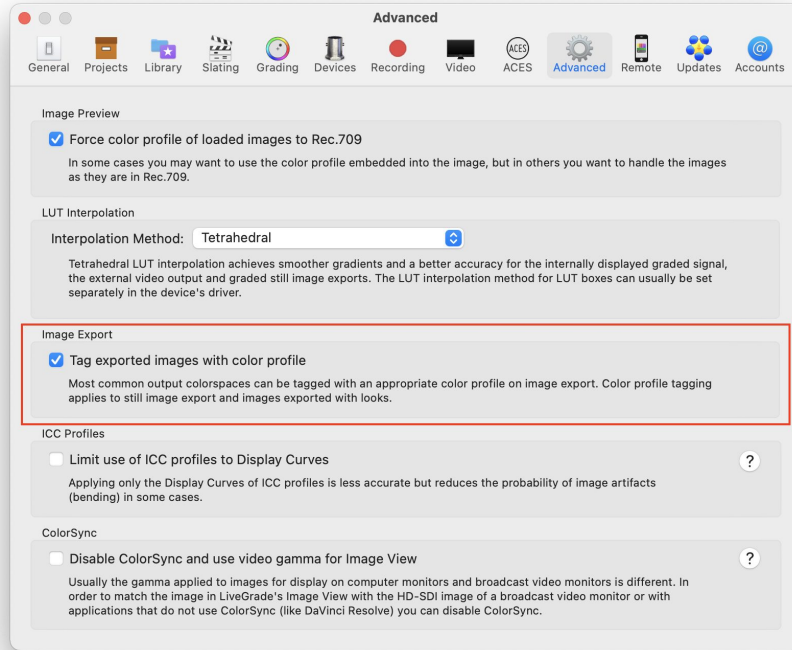 Advanced
General Projects Library Slating Grading Devices Recording Video ACES ACES Advanced Remote Updates @ Accounts
Image Preview
Force color profile of loaded images to Rec.709
In some cases you may want to use the color profile embedded into the image, but in others you want to handle the images
as they are in Rec.709.
LUT Interpolation
Interpolation Method: Tetrahedral
Tetrahedral LUT interpolation achieves smoother gradients and a better accuracy for the internally displayed graded signal,
the external video output and graded still image exports. The LUT interpolation method for LUT boxes can usually be set
separately in the device's driver.
Image Export
Tag exported images with color profile
Most common output colorspaces can be tagged with an appropriate color profile on image export. Color profile tagging
applies to still image export and images exported with looks.
ICC Profiles
Limit use of ICC profiles to Display Curves ?
Applying only the Display Curves of ICC profiles is less accurate but reduces the probability of image artifacts
(bending) in some cases.
ColorSync
Disable ColorSync and use video gamma for Image View ?
Usually the gamma applied to images for display on computer monitors and broadcast video monitors is different. In
order to match the image in LiveGrade's Image View with the HD-SDI image of a broadcast video monitor or with
applications that do not use ColorSync (like DaVinci Resolve) you can disable ColorSync.